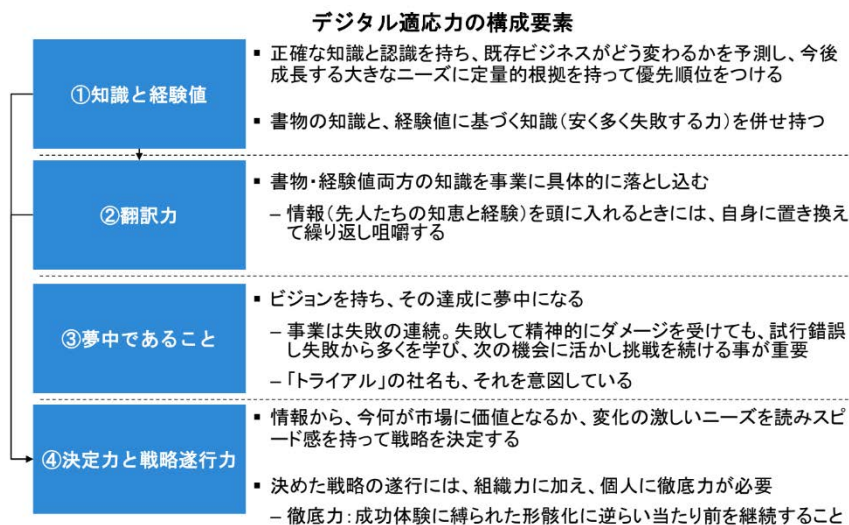 デジタル適応力の構成要素
①知識と経験値
▪ 正確な知識と認識を持ち、既存ビジネスがどう変わるかを予測し、今後
成長する大きなニーズに定量的根拠を持って優先順位をつける
▪ 書物の知識と、経験値に基づく知識（安く多く失敗する力）を併せ持つ
②翻訳力
▪ 書物・経験値両方の知識を事業に具体的に落とし込む
– 情報（先人たちの知恵と経験）を頭に入れるときには、自身に置き換え
て繰り返し咀嚼する
③夢中であること
▪ ビジョンを持ち、その達成に夢中になる
– 事業は失敗の連続。失敗して精神的にダメージを受けても、試行錯誤
し失敗から多くを学び、次の機会に活かし挑戦を続ける事が重要
– 「トライアル」の社名も、それを意図している
④決定力と戦略遂行力
▪ 情報から、今何が市場に価値となるか、変化の激しいニーズを読みスピ
ード感を持って戦略を決定する
▪ 決めた戦略の遂行には、組織力に加え、個人に徹底力が必要
– 徹底力：成功体験に縛られた形骸化に逆らい当たり前を継続すること